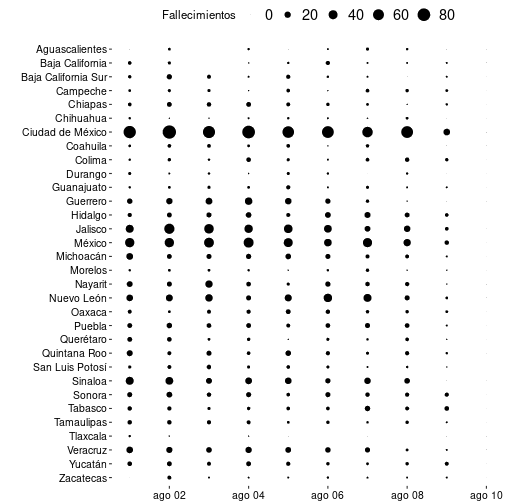 Fallecimientos 0 20 40 60 80
Aguascalientes
Baja California
Baja California Sur
Campeche
Chiapas
Chihuahua
Ciudad de México
Coahuila
Colima
Durango
Guanajuato
Guerrero
Hidalgo
Jalisco
México
Michoacán
Morelos
Nayarit
Nuevo León
Oaxaca
Puebla
Querétaro
Quintana Roo
San Luis Potosí
Sinaloa
Sonora
Tabasco
Tamaulipas
Tlaxcala
Veracruz
Yucatán
Zacatecas
ago 02 ago 04 ago 06 ago 08 ago 10